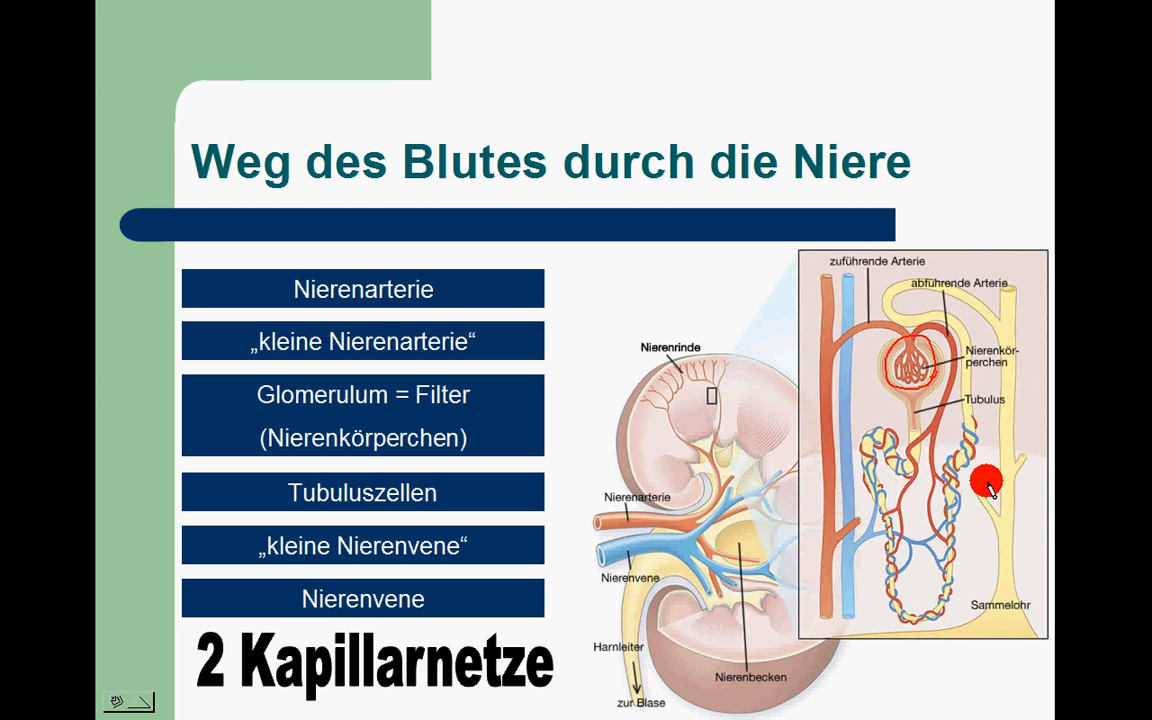 Weg des Blutes durch die Niere
Nierenarterie
„kleine Nierenarterie“
Glomerulum = Filter
(Nierenkörperchen)
Tubuluszellen
„kleine Nierenvene“
Nierenvene
2 Kapillarnetze
Nierenrinde
Nierenarterie
Nierenvene
Harnleiter
zur Blase
Nierenbecken
zuführende Arterie
abführende Arterie
Nierenkör-
perchen
Tubulus
Sammelohr